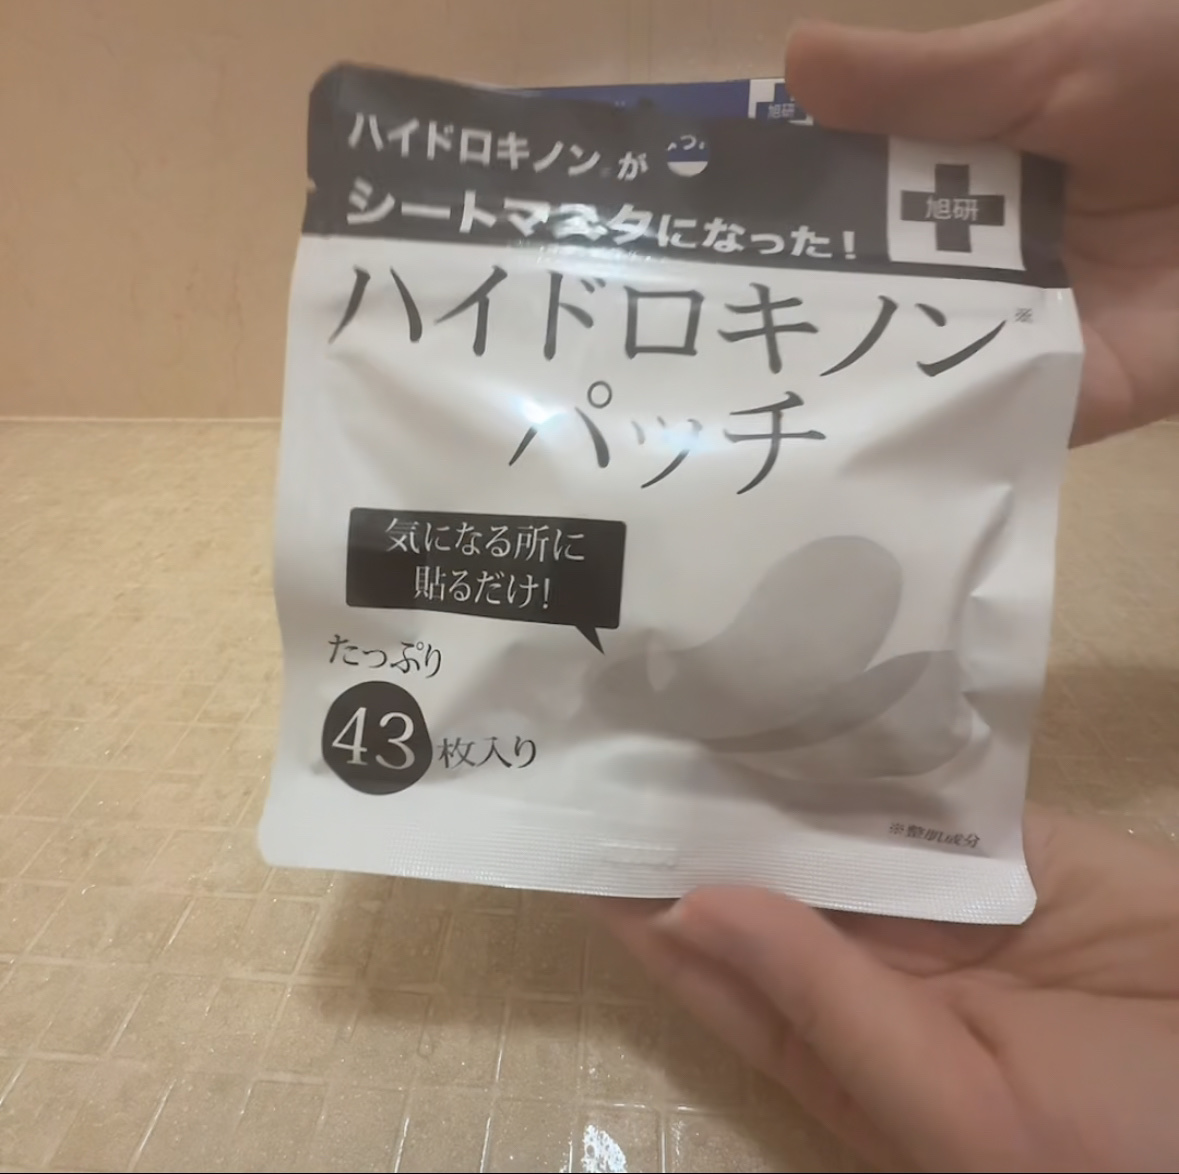 旭研
ハイドロキノン※が
シートマスクになった!
旭研
ハイドロキノン※
パッチ
気になる所に
貼るだけ!
たっぷり
43枚入り
※整肌成分